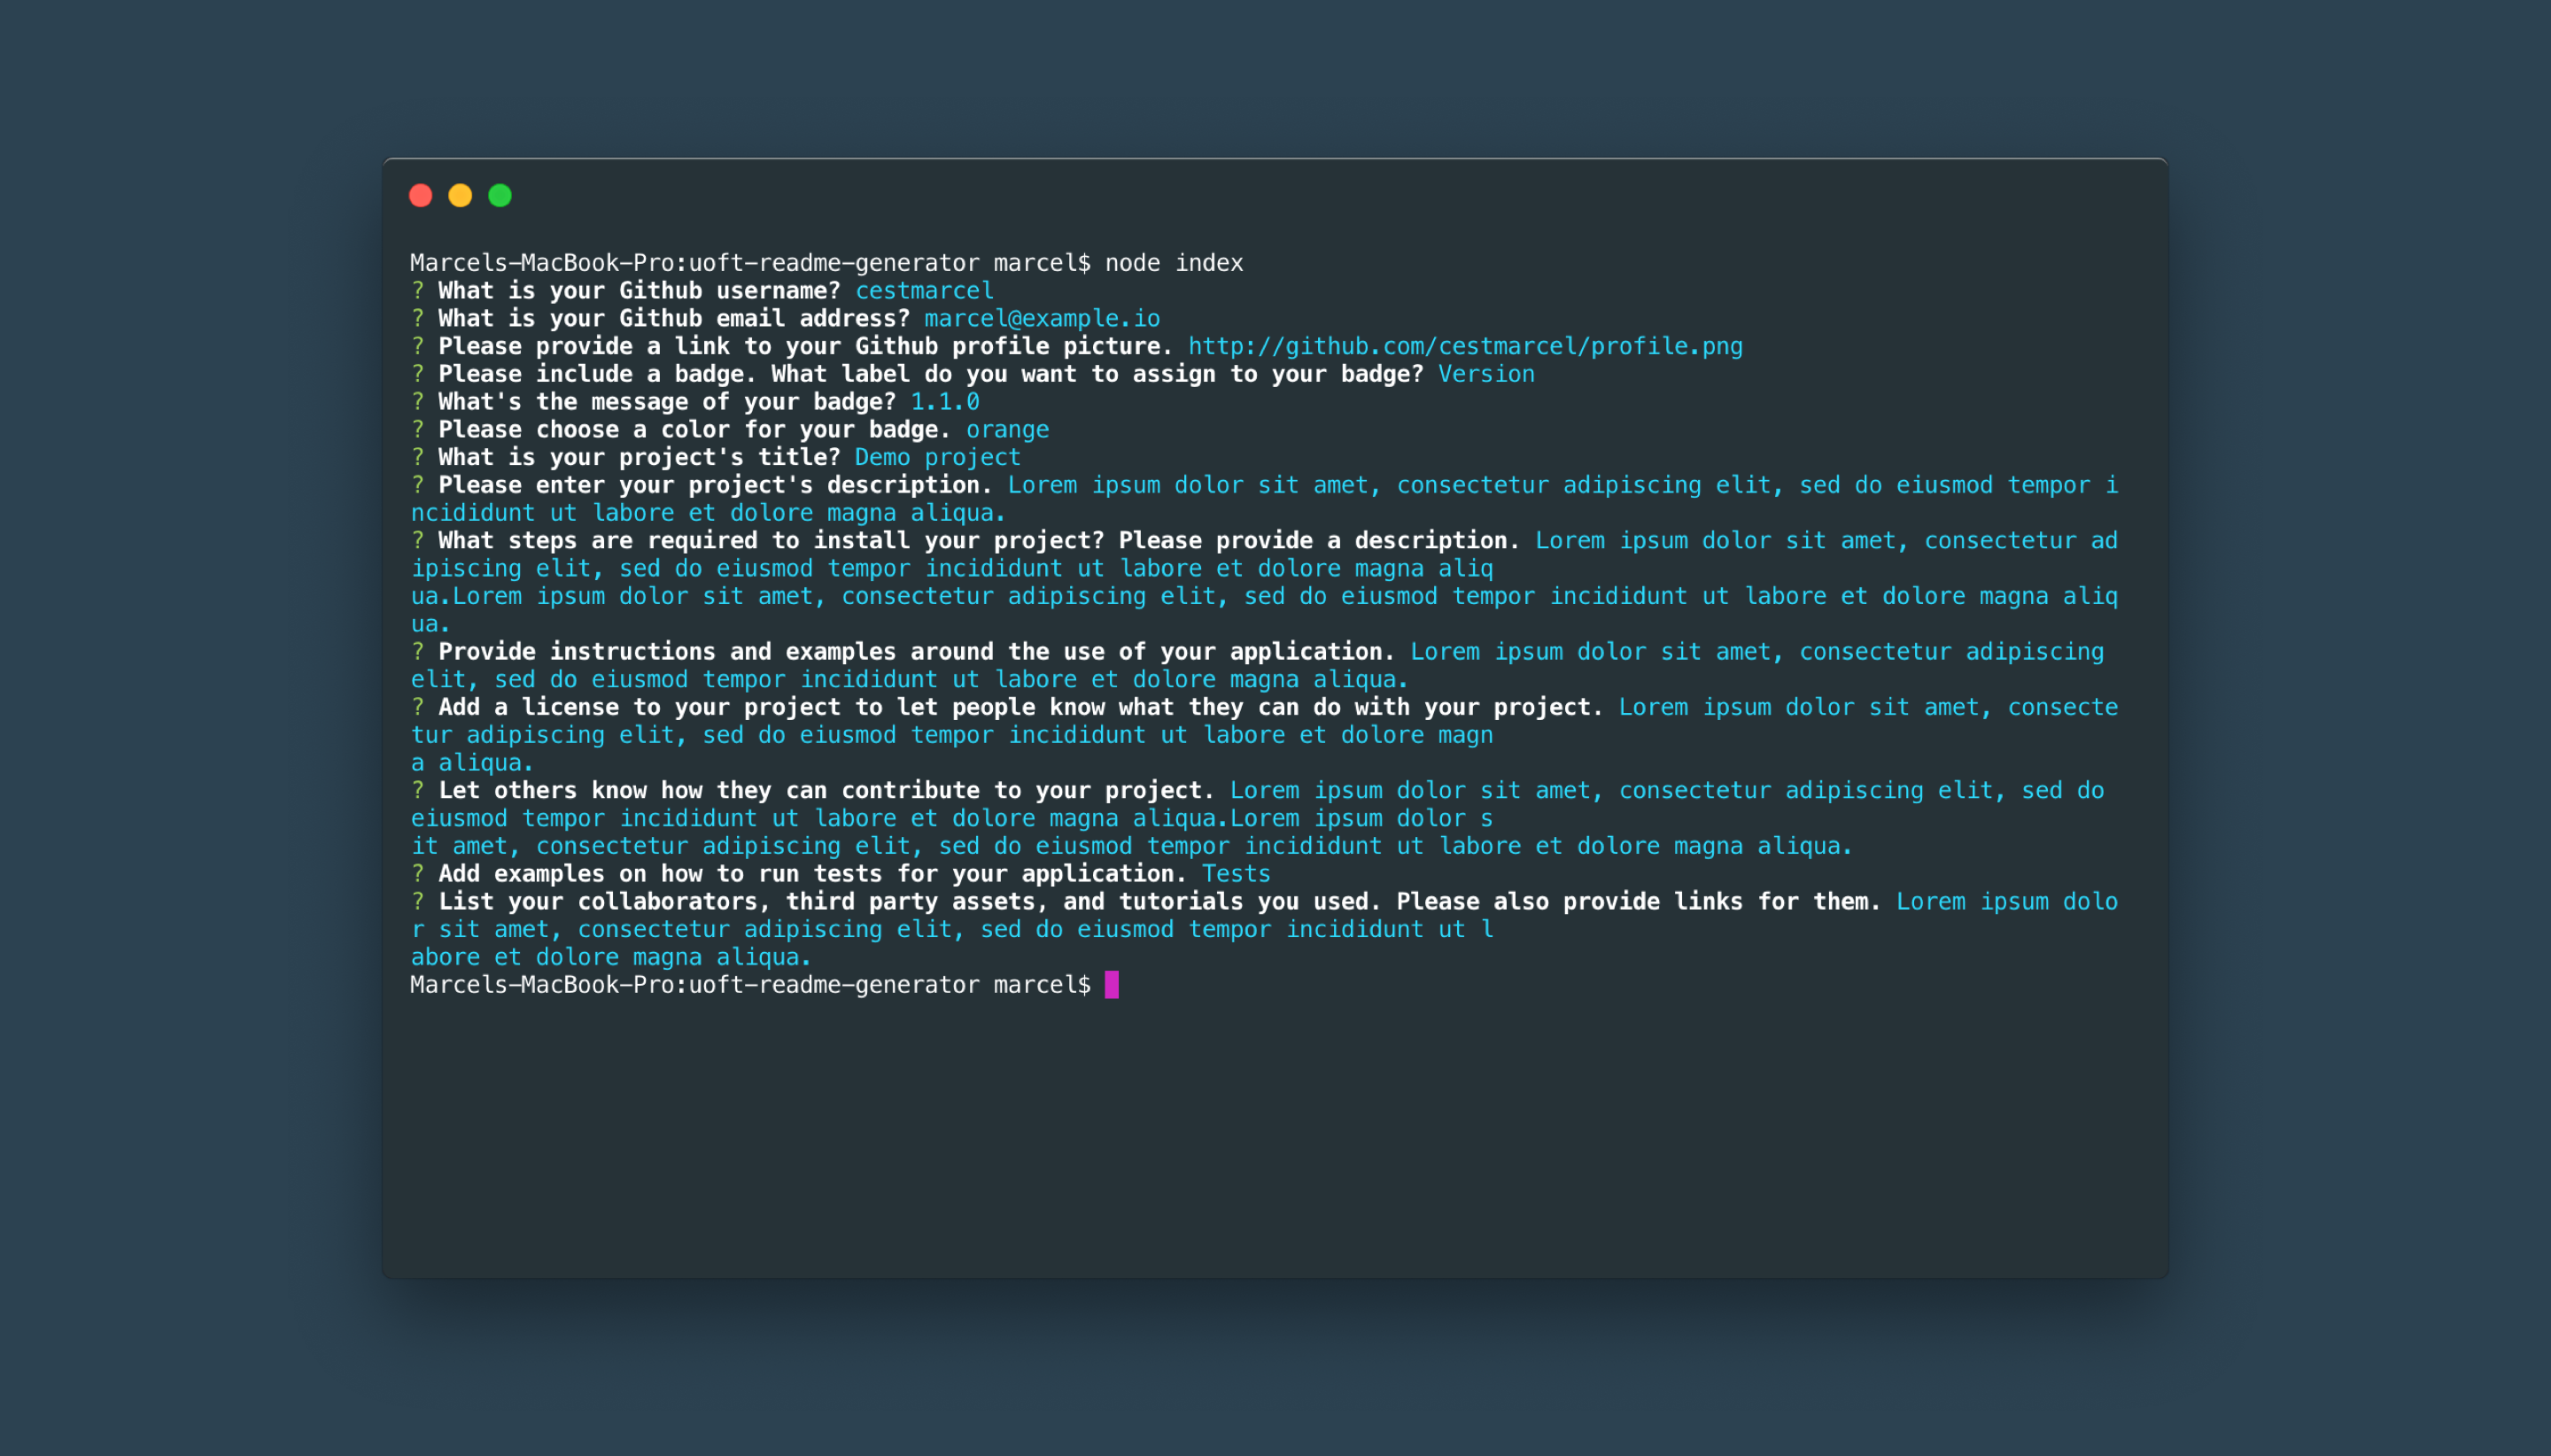 Marcels-MacBook-Pro:uoft-readme-generator marcel$ node index
? What is your Github username? cestmarcel
? What is your Github email address? marcel@example.io
? Please provide a link to your Github profile picture. http://github.com/cestmarcel/profile.png
? Please include a badge. What label do you want to assign to your badge? Version
? What's the message of your badge? 1.1.0
? Please choose a color for your badge. orange
? What is your project's title? Demo project
? Please enter your project's description. Lorem ipsum dolor sit amet, consectetur adipiscing elit, sed do eiusmod tempor i
ncididunt ut labore et dolore magna aliqua.
? What steps are required to install your project? Please provide a description. Lorem ipsum dolor sit amet, consectetur ad
ipiscing elit, sed do eiusmod tempor incididunt ut labore et dolore magna aliq
ua.Lorem ipsum dolor sit amet, consectetur adipiscing elit, sed do eiusmod tempor incididunt ut labore et dolore magna aliq
ua.
? Provide instructions and examples around the use of your application. Lorem ipsum dolor sit amet, consectetur adipiscing
elit, sed do eiusmod tempor incididunt ut labore et dolore magna aliqua.
? Add a license to your project to let people know what they can do with your project. Lorem ipsum dolor sit amet, consecte
tur adipiscing elit, sed do eiusmod tempor incididunt ut labore et dolore magn
a aliqua.
? Let others know how they can contribute to your project. Lorem ipsum dolor sit amet, consectetur adipiscing elit, sed do
eiusmod tempor incididunt ut labore et dolore magna aliqua.Lorem ipsum dolor s
it amet, consectetur adipiscing elit, sed do eiusmod tempor incididunt ut labore et dolore magna aliqua.
? Add examples on how to run tests for your application. Tests
? List your collaborators, third party assets, and tutorials you used. Please also provide links for them. Lorem ipsum dolo
r sit amet, consectetur adipiscing elit, sed do eiusmod tempor incididunt ut l
abore et dolore magna aliqua.
Marcels-MacBook-Pro:uoft-readme-generator marcel$